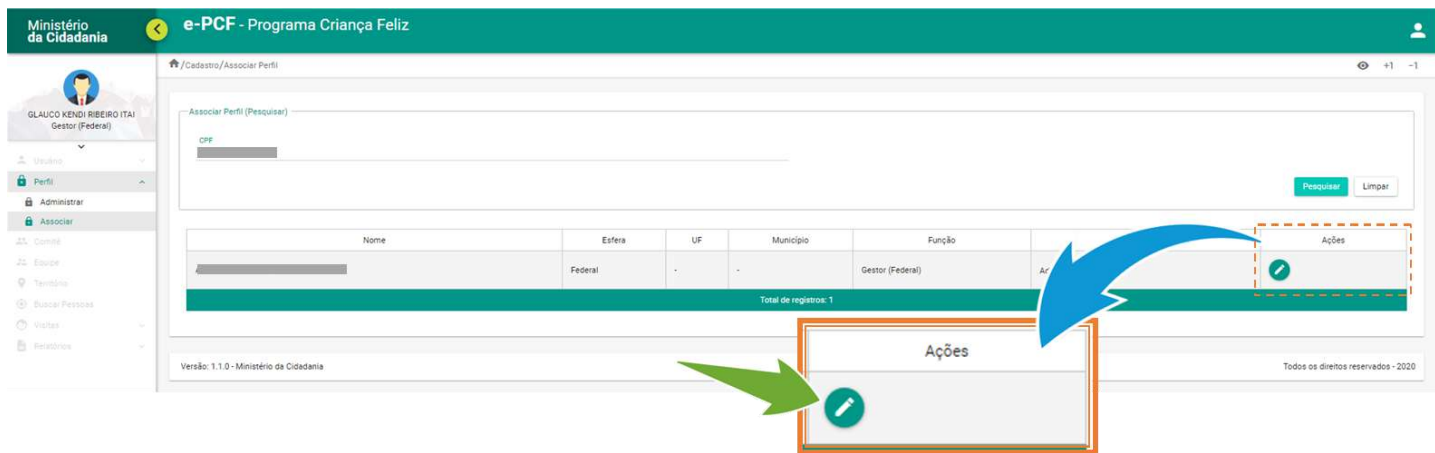 Ministério
da Cidadania
e-PCF - Programa Criança Feliz
/Cadastro/Associar Perfil
+1 -1
GLAUCO KENDI RIBEIRO ITAI
Gestor (Federal)
Usuário
Perfil
Administrar
Associar
Comitê
Equipe
Território
Buscar Pessoas
Visitas
Relatórios
Associar Perfil (Pesquisar)
CPF
Pesquisar Limpar
Nome Esfera UF Município Função Ações
Federal - - Gestor (Federal)
Total de registros: 1
Ações
Versão: 1.1.0 - Ministério da Cidadania
Todos os direitos reservados - 2020